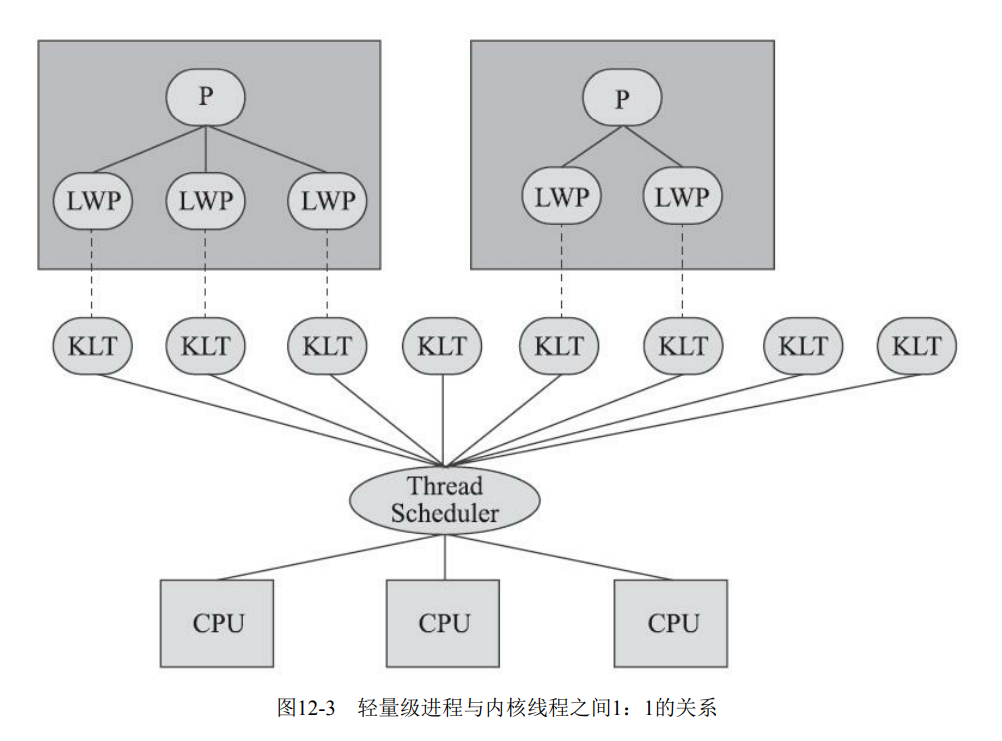 P
P
LWP LWP LWP
LWP LWP
KLT KLT KLT KLT KLT KLT KLT KLT
Thread
Scheduler
CPU CPU CPU
图12-3 轻量级进程与内核线程之间1：1的关系